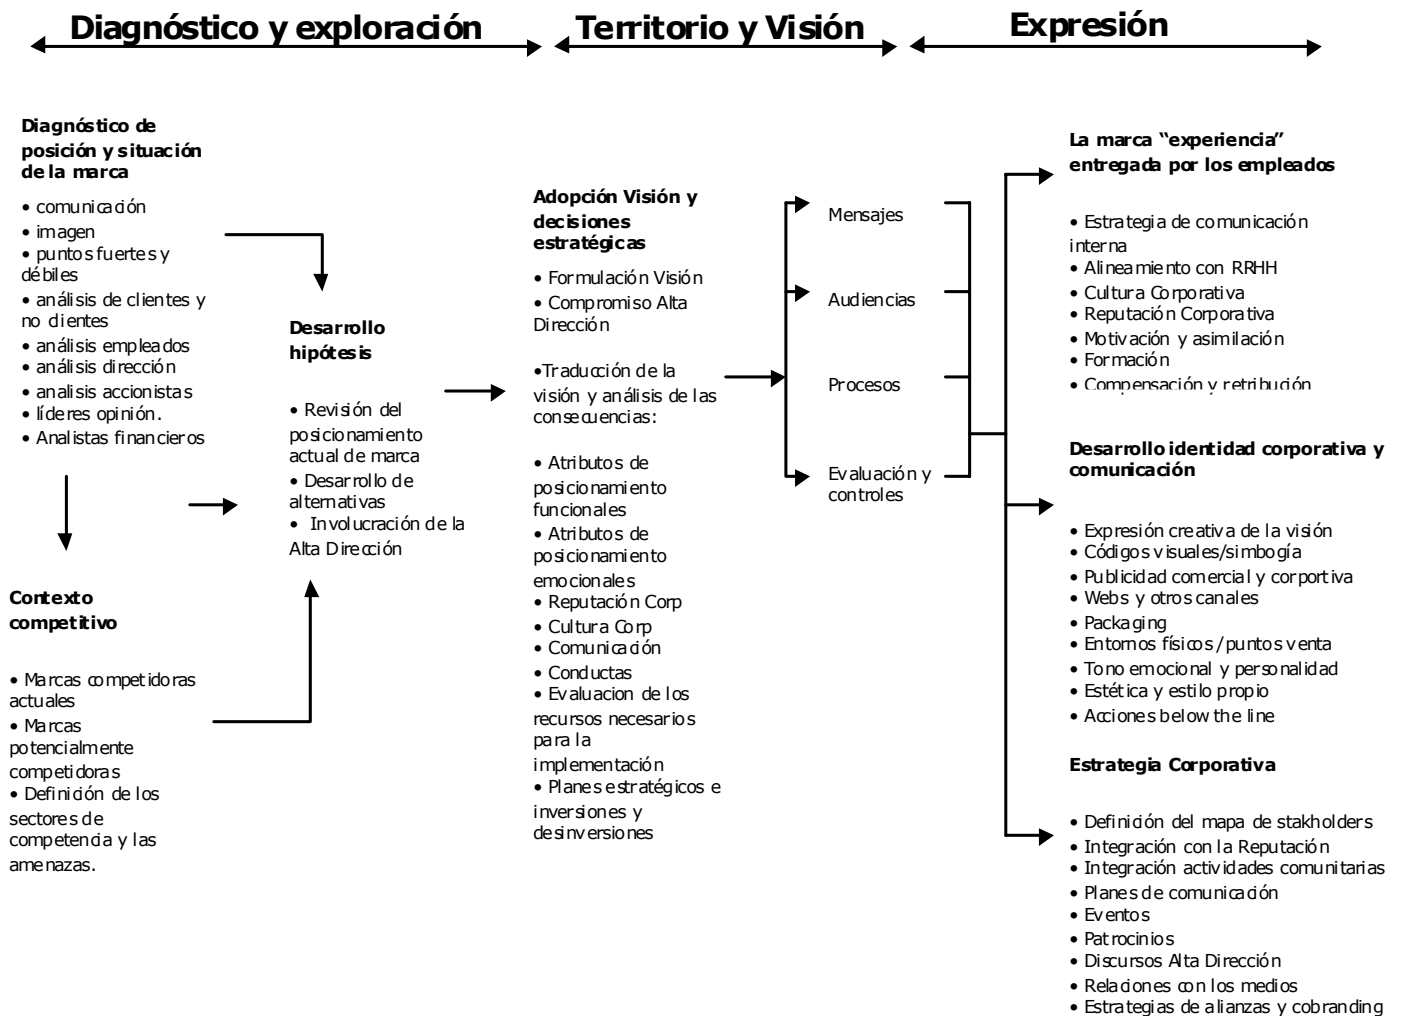 Diagnóstico y exploración
Territorio y Visión
Expresión
Diagnóstico de
posición y situación
de la marca
• comunicación
• imagen
• puntos fuertes y
débiles
• análisis de clientes y
no clientes
• análisis empleados
• análisis dirección
• analisis accionistas
• líderes opinión.
• Analistas financieros
Contexto
competitivo
• Marcas competidoras
actuales
• Marcas
potencialmente
competidoras
• Definición de los
sectores de
competencia y las
amenazas.
Desarrollo
hipótesis
• Revisión del
posicionamiento
actual de marca
• Desarrollo de
alternativas
• Involucración de la
Alta Dirección
Adopción Visión y
decisiones
estratégicas
• Formulación Visión
• Compromiso Alta
Dirección
•Traducción de la
visión y análisis de las
consecuencias:
• Atributos de
posicionamiento
funcionales
• Atributos de
posicionamiento
emocionales
• Reputación Corp
• Cultura Corp
• Comunicación
• Conductas
• Evaluacion de los
recursos necesarios
para la
implementación
• Planes estratégicos e
inversiones y
desinversiones
Mensajes
Audiencias
Procesos
Evaluación y
controles
La marca “experiencia”
entregada por los empleados
• Estrategia de comunicación
interna
• Alineamiento con RRHH
• Cultura Corporativa
• Reputación Corporativa
• Motivación y asimilación
• Formación
• Compensación y retribución
Desarrollo identidad corporativa y
comunicación
• Expresión creativa de la visión
• Códigos visuales/simbogía
• Publicidad comercial y corportiva
• Webs y otros canales
• Packaging
• Entornos físicos/puntos venta
• Tono emocional y personalidad
• Estética y estilo propio
• Acciones below the line
Estrategia Corporativa
• Definición del mapa de stakholders
• Integración con la Reputación
• Integración actividades comunitarias
• Planes de comunicación
• Eventos
• Patrocinios
• Discursos Alta Dirección
• Relaciones con los medios
• Estrategias de alianzas y cobranding